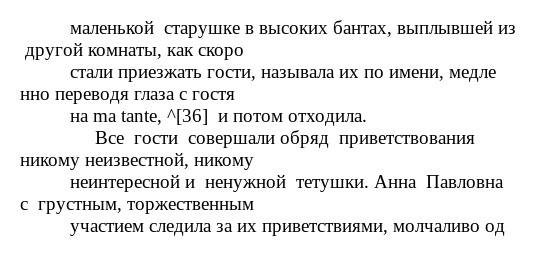 маленькой  старушке в высоких бантах, выплывшей из
другой комнаты, как скоро
стали приезжать гости, называла их по имени, медле
нно переводя глаза с гостя
на ma tante, ^[36]  и потом отходила.
Все  гости  совершали обряд  приветствования
никому неизвестной, никому
неинтересной и  ненужной  тетушки. Анна  Павловна
с  грустным, торжественным
участием следила за их приветствиями, молчаливо од